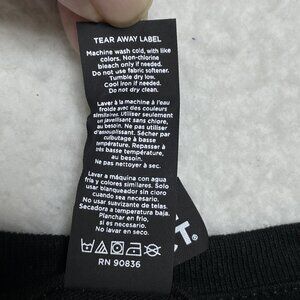 TEAR AWAY LABEL
Machine wash cold, with like
colors. Non-chlorine
bleach only if needed.
Do not use fabric softener.
Tumble dry low.
Cool iron if needed.
Do not dry clean.
Laver à la machine à l'eau
froide avec des couleurs
similaires. Utiliser seulement
un javellisant sans chlore,
au besoin. Ne pas utiliser
d'assouplissant. Sécher par
culbutage à basse
température. Repasser à
très basse température,
au besoin.
Ne pas nettoyer à sec.
Lavar a máquina con agua
fría y colores similares. Solo
usar blanqueador sin cloro
cuando sea necesario.
No usar suavizante de telas.
Secadora a temperatura baja.
Planchar en frío si necesario.
No lavar en seco.
RN 90836
CT.